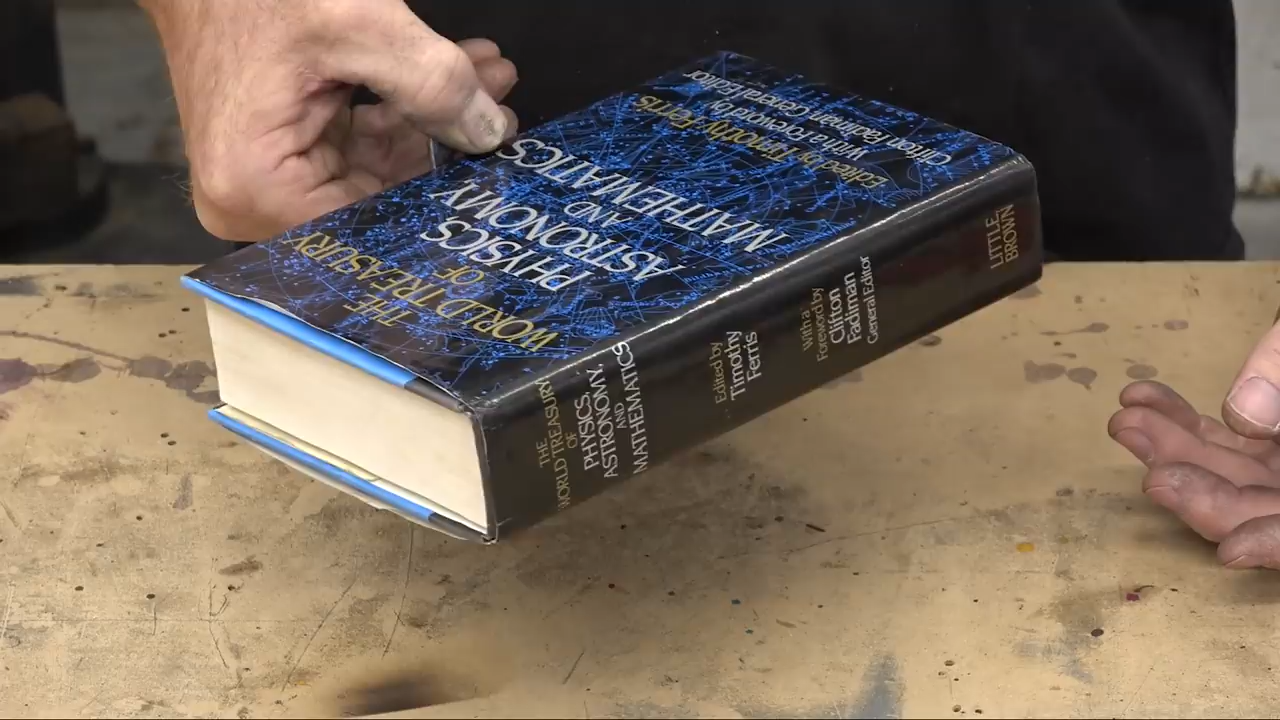 THE
WORLD TREASURY
OF
PHYSICS
ASTRONOMY
AND
MATHEMATICS
Edited by Timothy Ferris
With a Foreword by
Clifton Fadiman General Editor
THE
WORLD TREASURY
OF
PHYSICS,
ASTRONOMY,
AND
MATHEMATICS
Edited by
Timothy
Ferris
With a
Foreword by
Clifton
Fadiman
General Editor
LITTLE,
BROWN